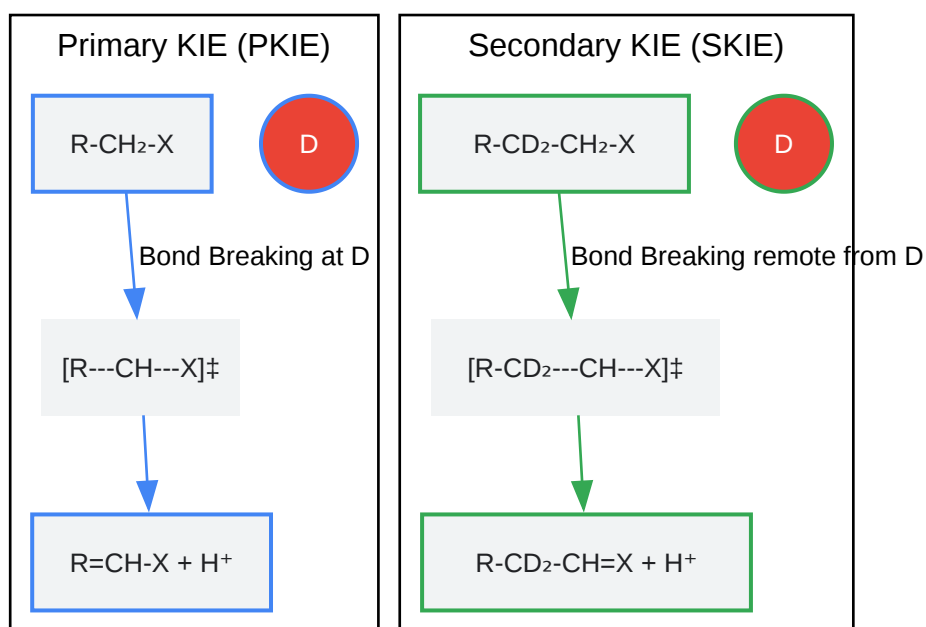 Primary KIE (PKIE)
R-CH₂-X
D
Bond Breaking at D
[R---CH---X]‡
R=CH-X + H⁺
Secondary KIE (SKIE)
R-CD₂-CH₂-X
D
Bond Breaking remote from D
[R-CD₂---CH---X]‡
R-CD₂-CH=X + H⁺